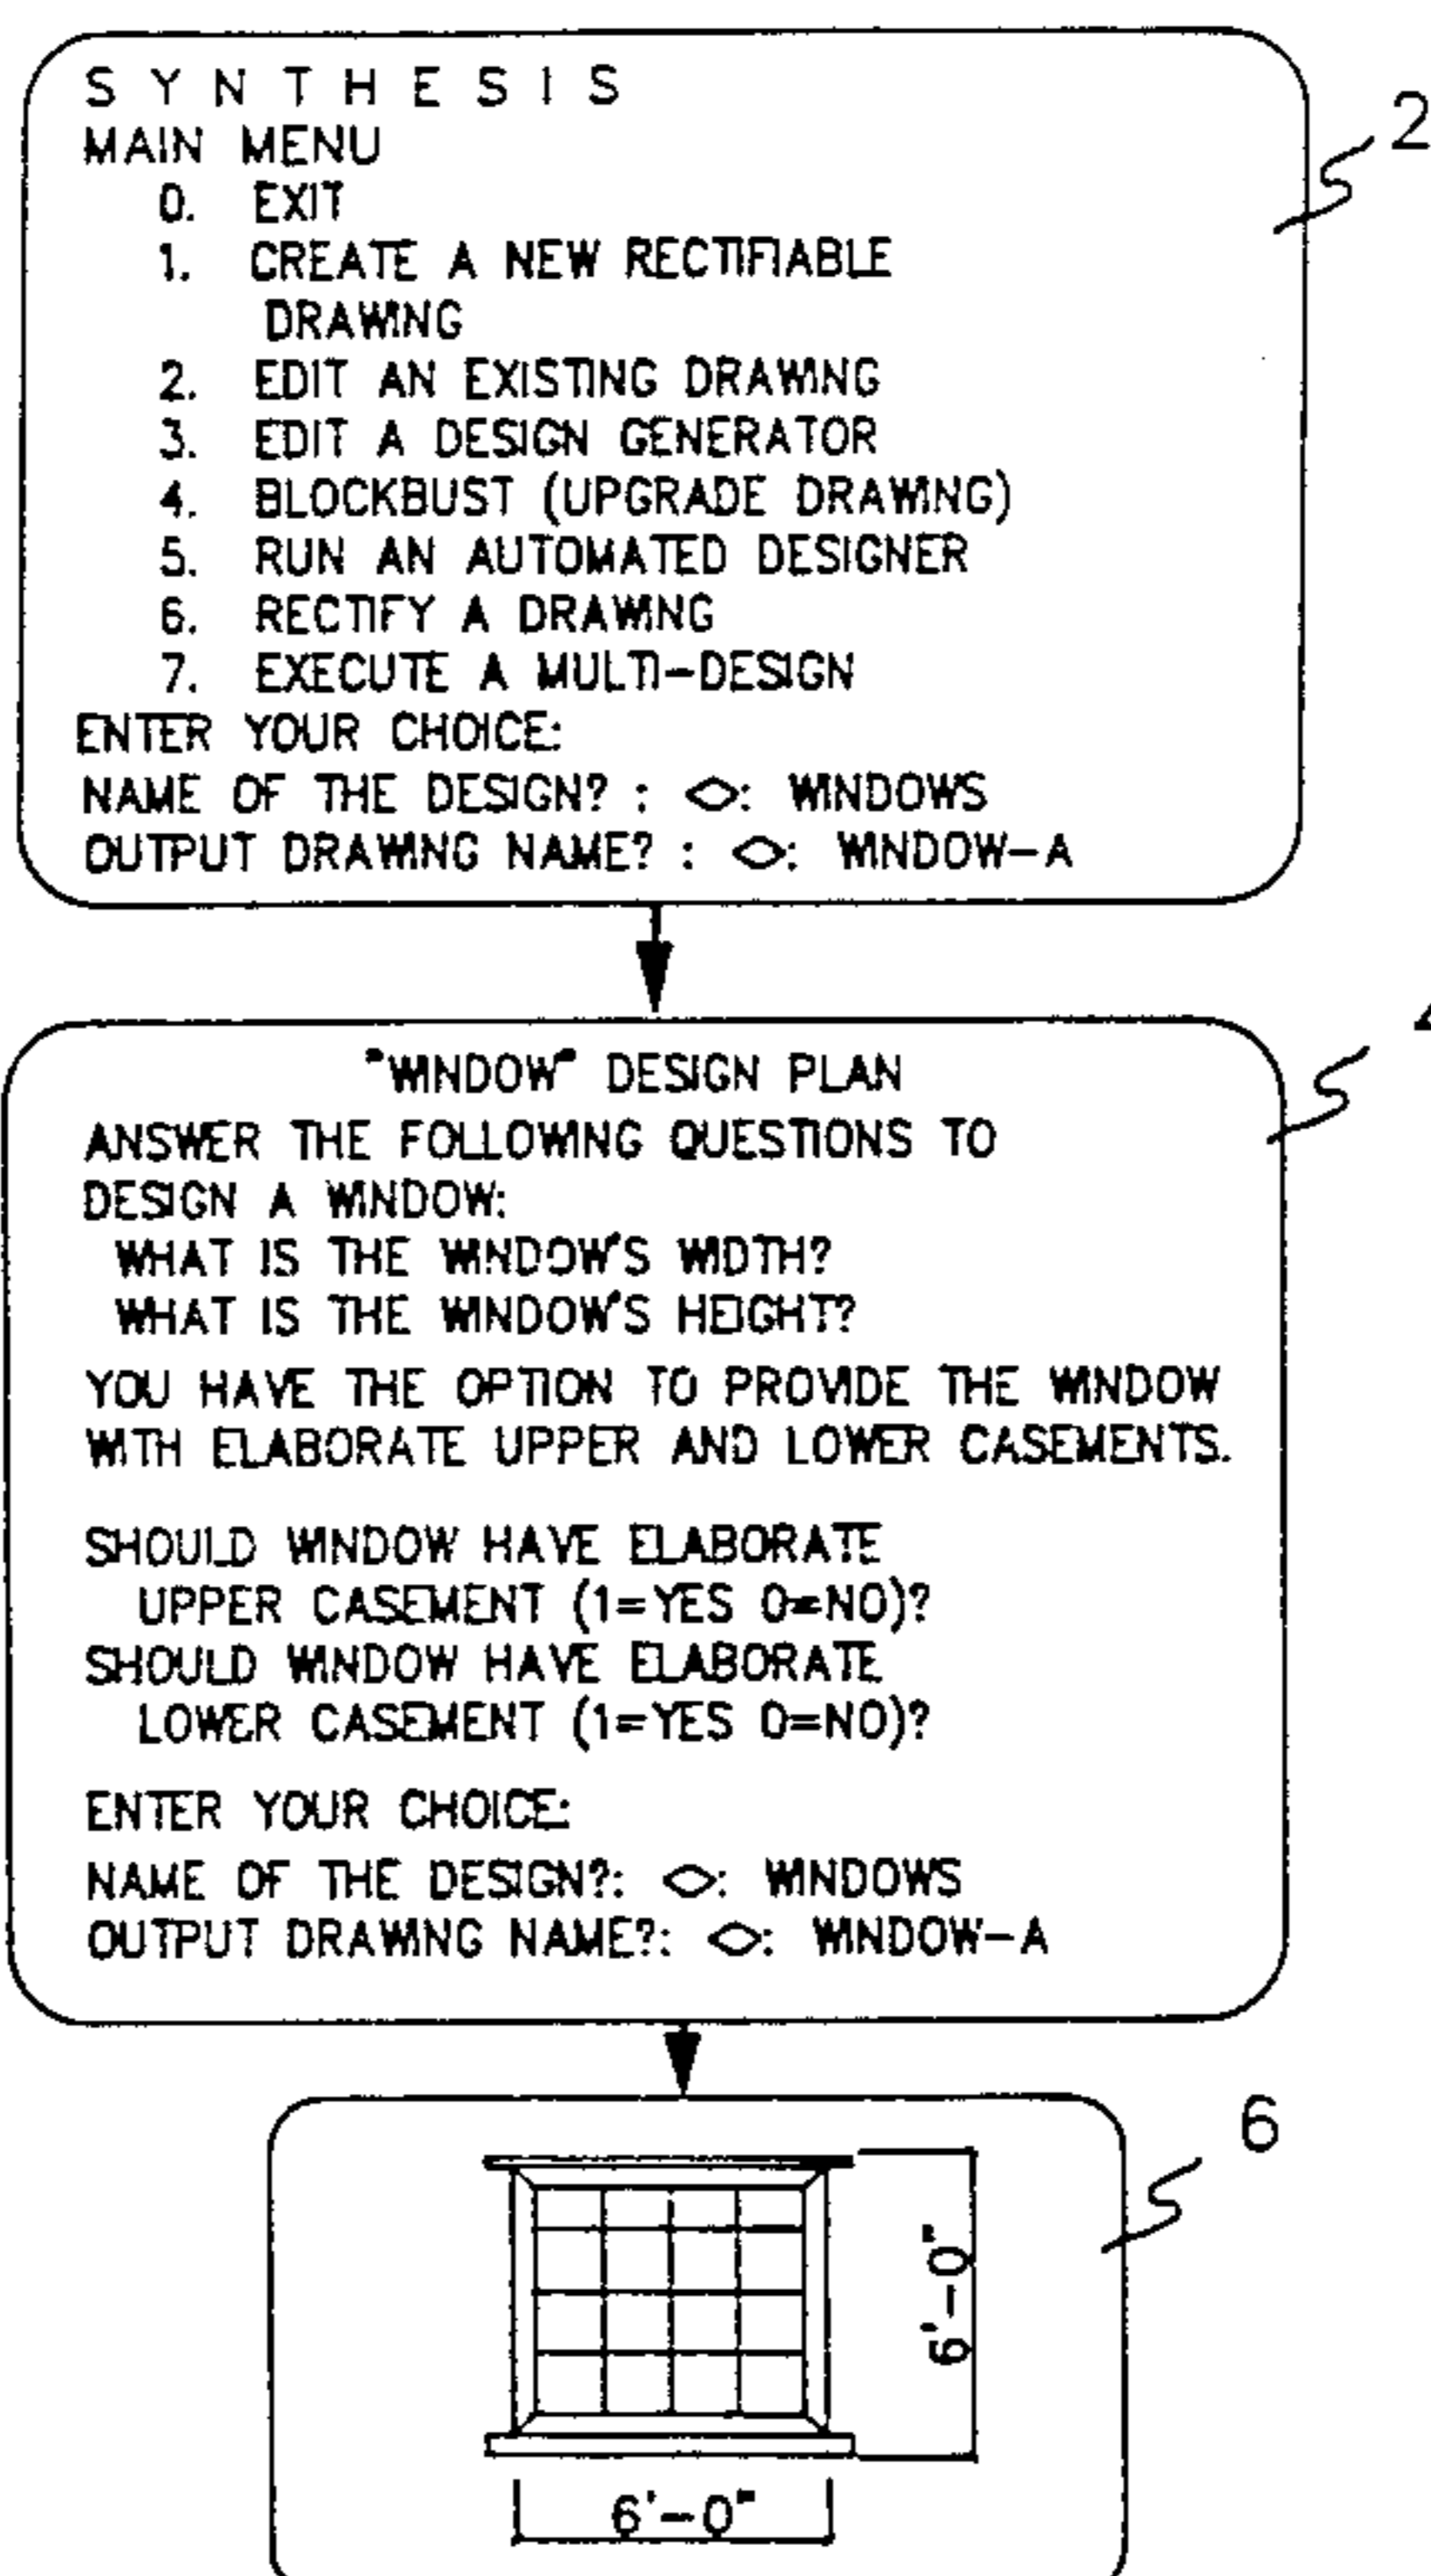 S Y N T H E S I S
2
MAIN MENU
0. EXIT
1. CREATE A NEW RECTIFIABLE
DRAWING
2. EDIT AN EXISTING DRAWING
3. EDIT A DESIGN GENERATOR
4. BLOCKBUST (UPGRADE DRAWING)
5. RUN AN AUTOMATED DESIGNER
6. RECTIFY A DRAWING
7. EXECUTE A MULTI-DESIGN
ENTER YOUR CHOICE:
NAME OF THE DESIGN? : <>: WINDOWS
OUTPUT DRAWING NAME? : <>: WINDOW-A
"WINDOW" DESIGN PLAN
ANSWER THE FOLLOWING QUESTIONS TO
DESIGN A WINDOW:
WHAT IS THE WINDOW'S WIDTH?
WHAT IS THE WINDOW'S HEIGHT?
YOU HAVE THE OPTION TO PROVIDE THE WINDOW
WITH ELABORATE UPPER AND LOWER CASEMENTS.
SHOULD WINDOW HAVE ELABORATE
UPPER CASEMENT (1=YES 0=NO)?
SHOULD WINDOW HAVE ELABORATE
LOWER CASEMENT (1=YES 0=NO)?
ENTER YOUR CHOICE:
NAME OF THE DESIGN?: <>: WINDOWS
OUTPUT DRAWING NAME?: <>: WINDOW-A
6
6'-0"
6'-0"